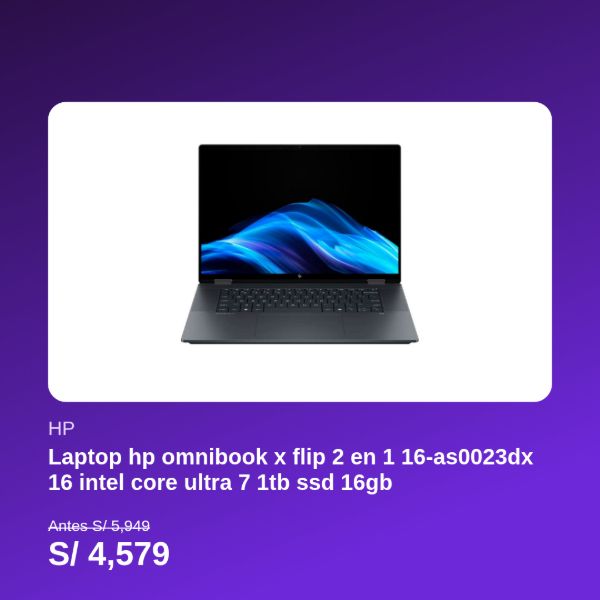 HP
Laptop hp omnibook x flip 2 en 1 16-as0023dx
16 intel core ultra 7 1tb ssd 16gb
Antes S/ 5,949
S/ 4,579